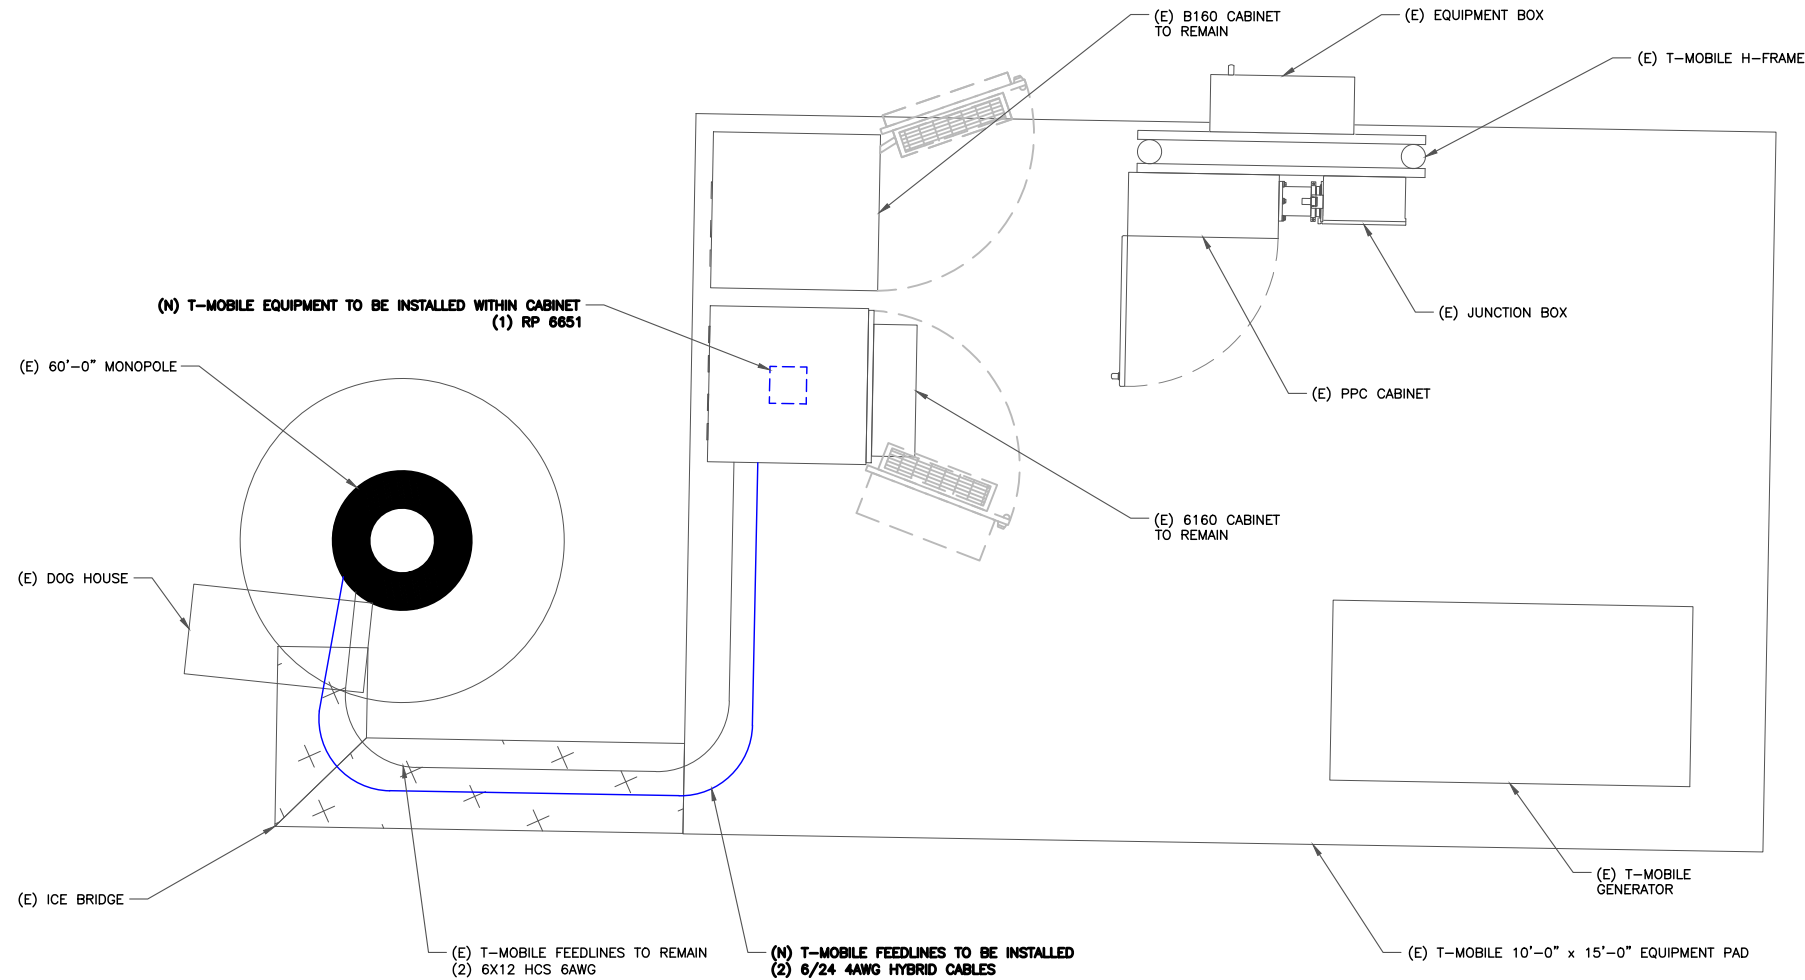 (E) B160 CABINET
TO REMAIN
(E) EQUIPMENT BOX
(E) T-MOBILE H-FRAME
(N) T-MOBILE EQUIPMENT TO BE INSTALLED WITHIN CABINET
(1) RP 6651
(E) JUNCTION BOX
(E) 60'-0" MONOPOLE
(E) PPC CABINET
(E) 6160 CABINET
TO REMAIN
(E) DOG HOUSE
(E) T-MOBILE
GENERATOR
(E) ICE BRIDGE
(E) T-MOBILE FEEDLINES TO REMAIN
(2) 6X12 HCS 6AWG
(N) T-MOBILE FEEDLINES TO BE INSTALLED
(2) 6/24 4AWG HYBRID CABLES
(E) T-MOBILE 10'-0" x 15'-0" EQUIPMENT PAD